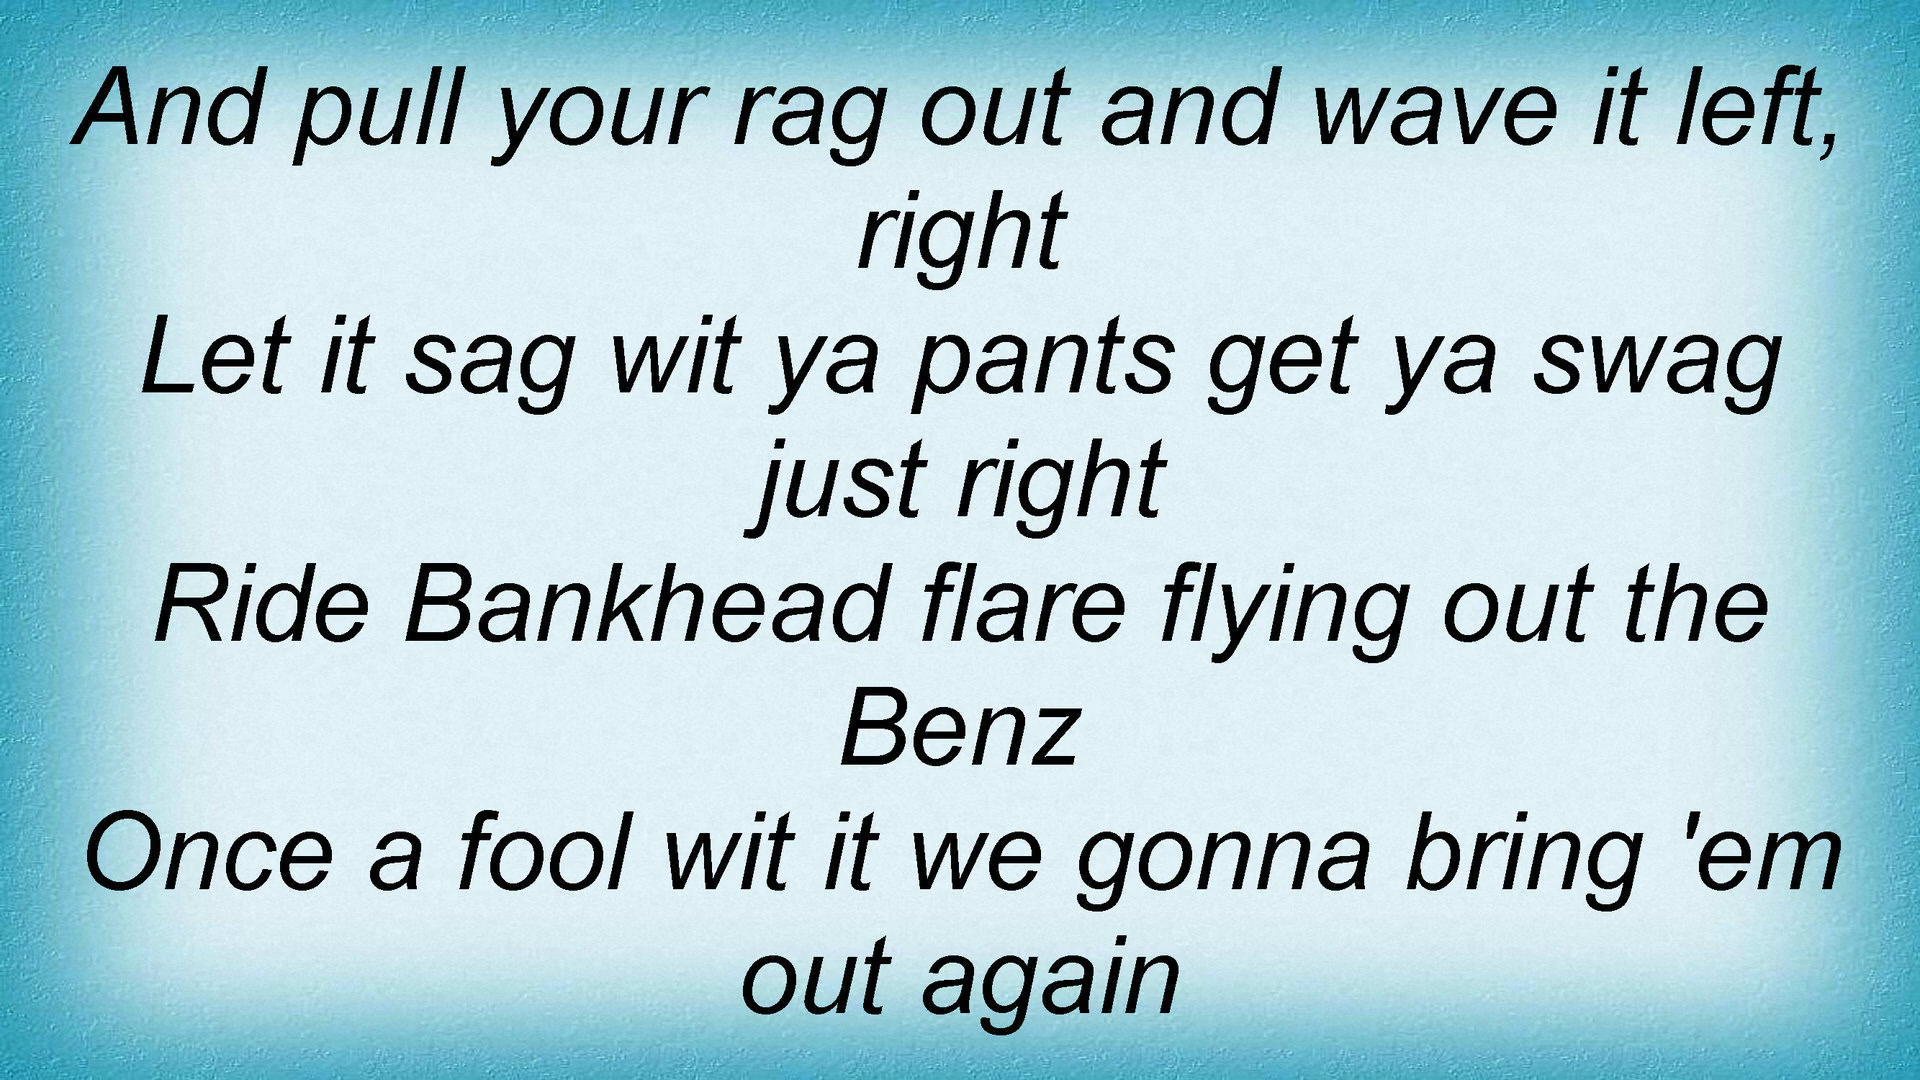 And pull your rag out and wave it left,
right
Let it sag wit ya pants get ya swag
just right
Ride Bankhead flare flying out the
Benz
Once a fool wit it we gonna bring 'em
out again